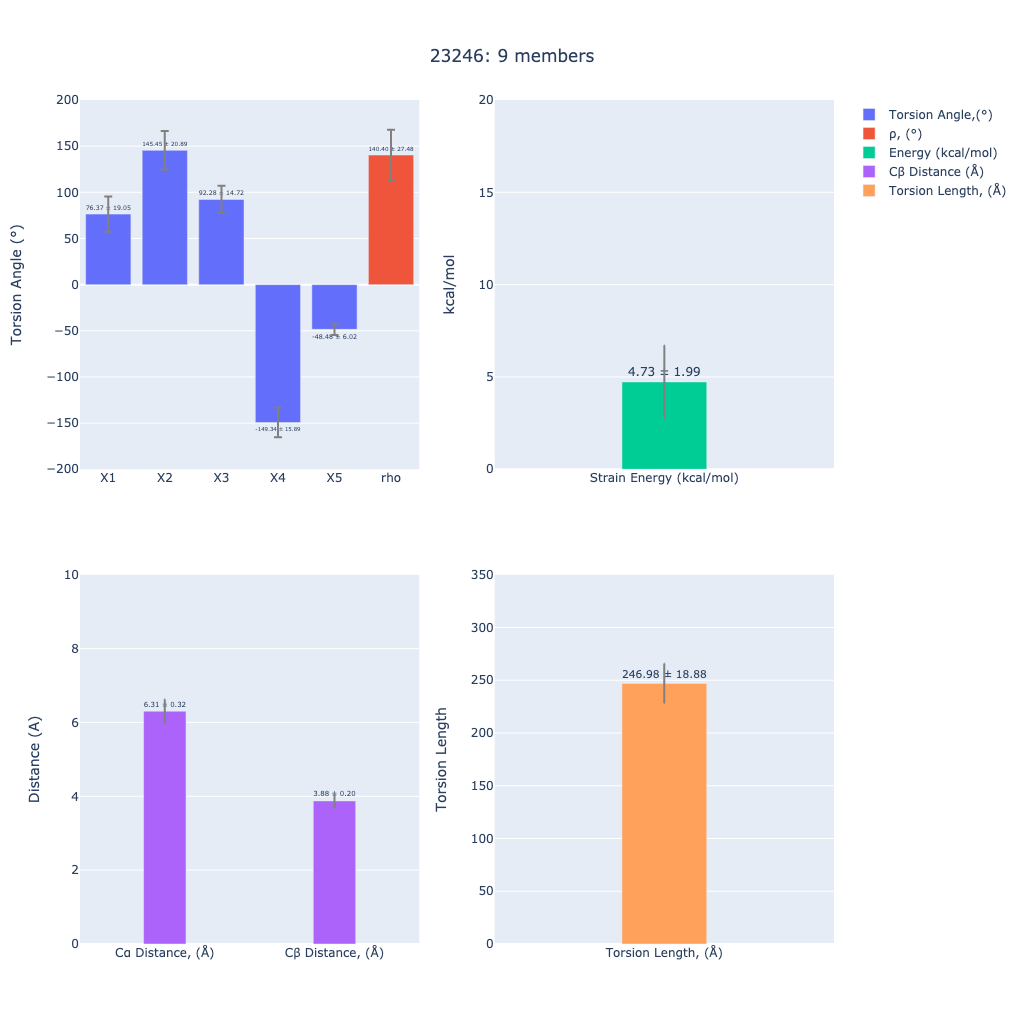 23246: 9 members
Torsion Angle (°)
200
150
100
50
0
−50
−100
−150
−200
76.37 ± 19.05
145.45 ± 20.89
92.28 ± 14.72
-149.34 ± 15.89
-48.48 ± 6.02
140.40 ± 27.48
X1 X2 X3 X4 X5 rho
kcal/mol
20
15
10
5
0
4.73 ± 1.99
Strain Energy (kcal/mol)
Torsion Angle,(°)
ρ, (°)
Energy (kcal/mol)
Cβ Distance (Å)
Torsion Length, (Å)
Distance (A)
10
8
6
4
2
0
6.31 ± 0.32
3.88 ± 0.20
Cα Distance, (Å) Cβ Distance, (Å)
Torsion Length
350
300
250
200
150
100
50
0
246.98 ± 18.88
Torsion Length, (Å)